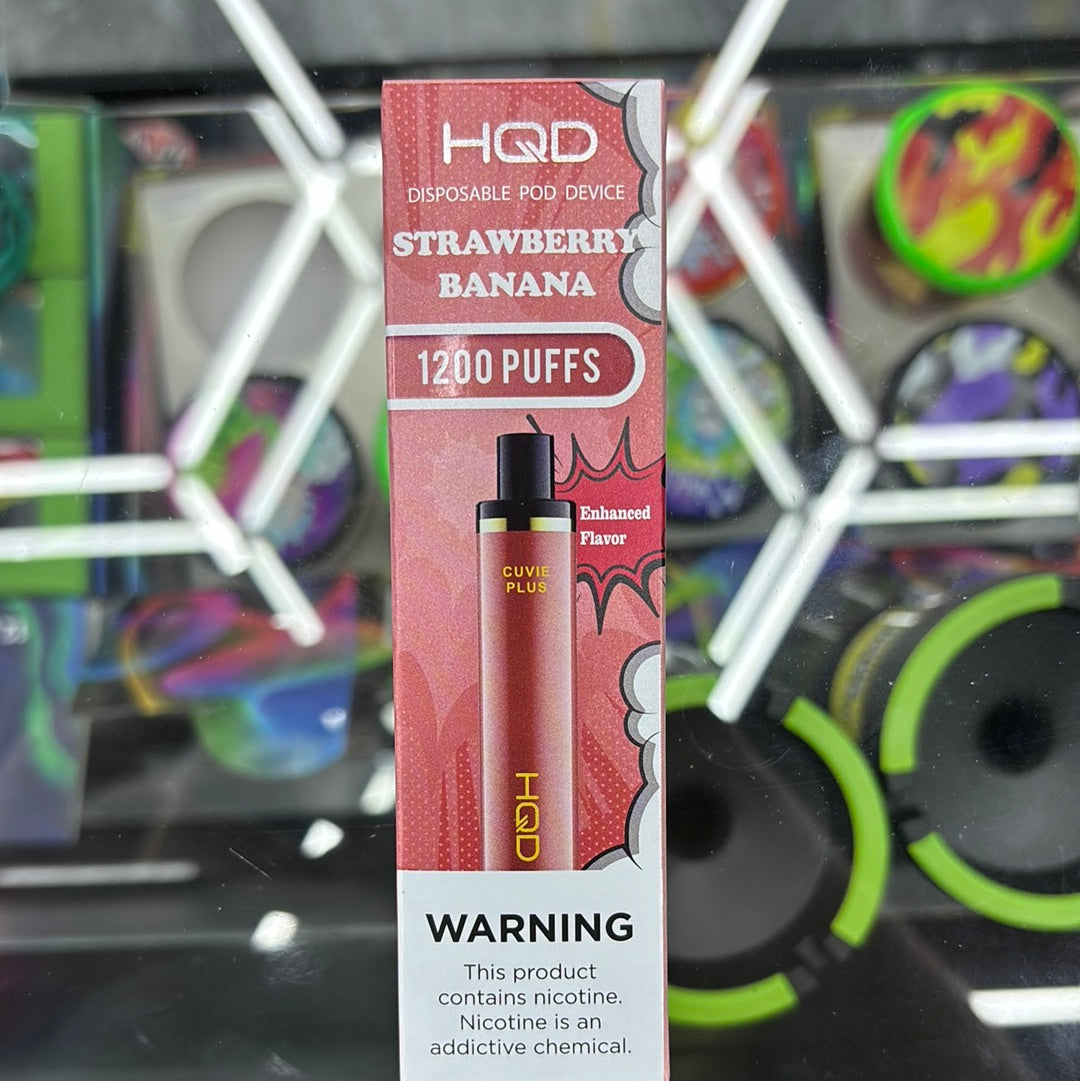 HQD
DISPOSABLE POD DEVICE
STRAWBERRY
BANANA
1200 PUFFS
Enhanced
Flavor
CUVIE
PLUS
HQD
WARNING
This product
contains nicotine.
Nicotine is an
addictive chemical.